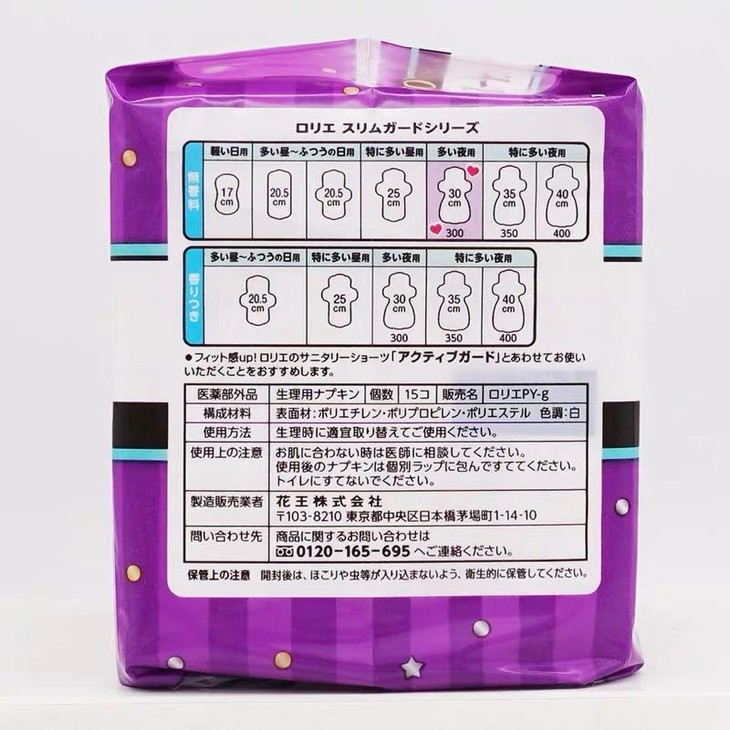 ロリエ スリムガードシリーズ
無香料
軽い日用 多い昼〜ふつうの日用 特に多い昼用 多い夜用 特に多い夜用
17cm 20.5cm 20.5cm 25cm 30cm 35cm 40cm
300 350 400
香りつき
多い昼〜ふつうの日用 特に多い昼用 多い夜用 特に多い夜用
20.5cm 25cm 30cm 35cm 40cm
300 350 400
●フィット感up! ロリエのサニタリーショーツ「アクティブガード」とあわせてお使い
いただくことをおすすめします。
医薬部外品 生理用ナプキン 個数 15コ 販売名 ロリエPY-g
構成材料 表面材:ポリエチレン・ポリプロピレン・ポリエステル 色調:白
使用方法 生理時に適宜取り替えてご使用ください。
使用上の注意 お肌に合わない時は医師に相談してください。
使用後のナプキンは個別ラップに包んですててください。
トイレにすてないでください。
製造販売業者 花王株式会社
〒103-8210 東京都中央区日本橋茅場町1-14-10
問い合わせ先 商品に関するお問い合わせは
0120-165-695 へご連絡ください。
保管上の注意 開封後は、ほこりや虫等が入り込まないよう、衛生的に保管してください。